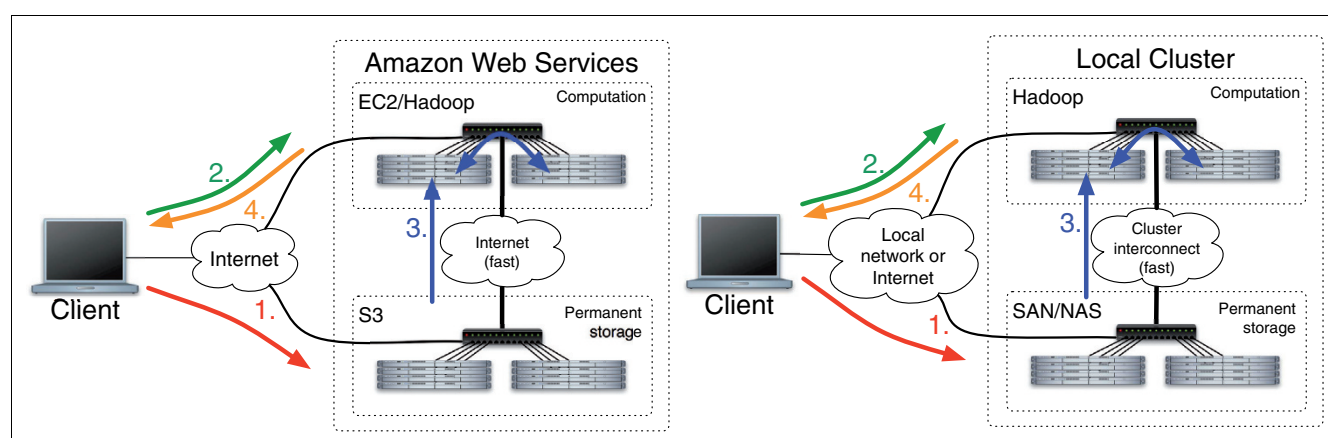 Amazon Web Services
EC2/Hadoop
Computation
2.
4.
3.
Internet
Internet
(fast)
Client
1.
S3
Permanent
storage
Local Cluster
Hadoop
Computation
2.
4.
3.
Local
network or
Internet
Cluster
interconnect
(fast)
Client
1.
SAN/NAS
Permanent
storage